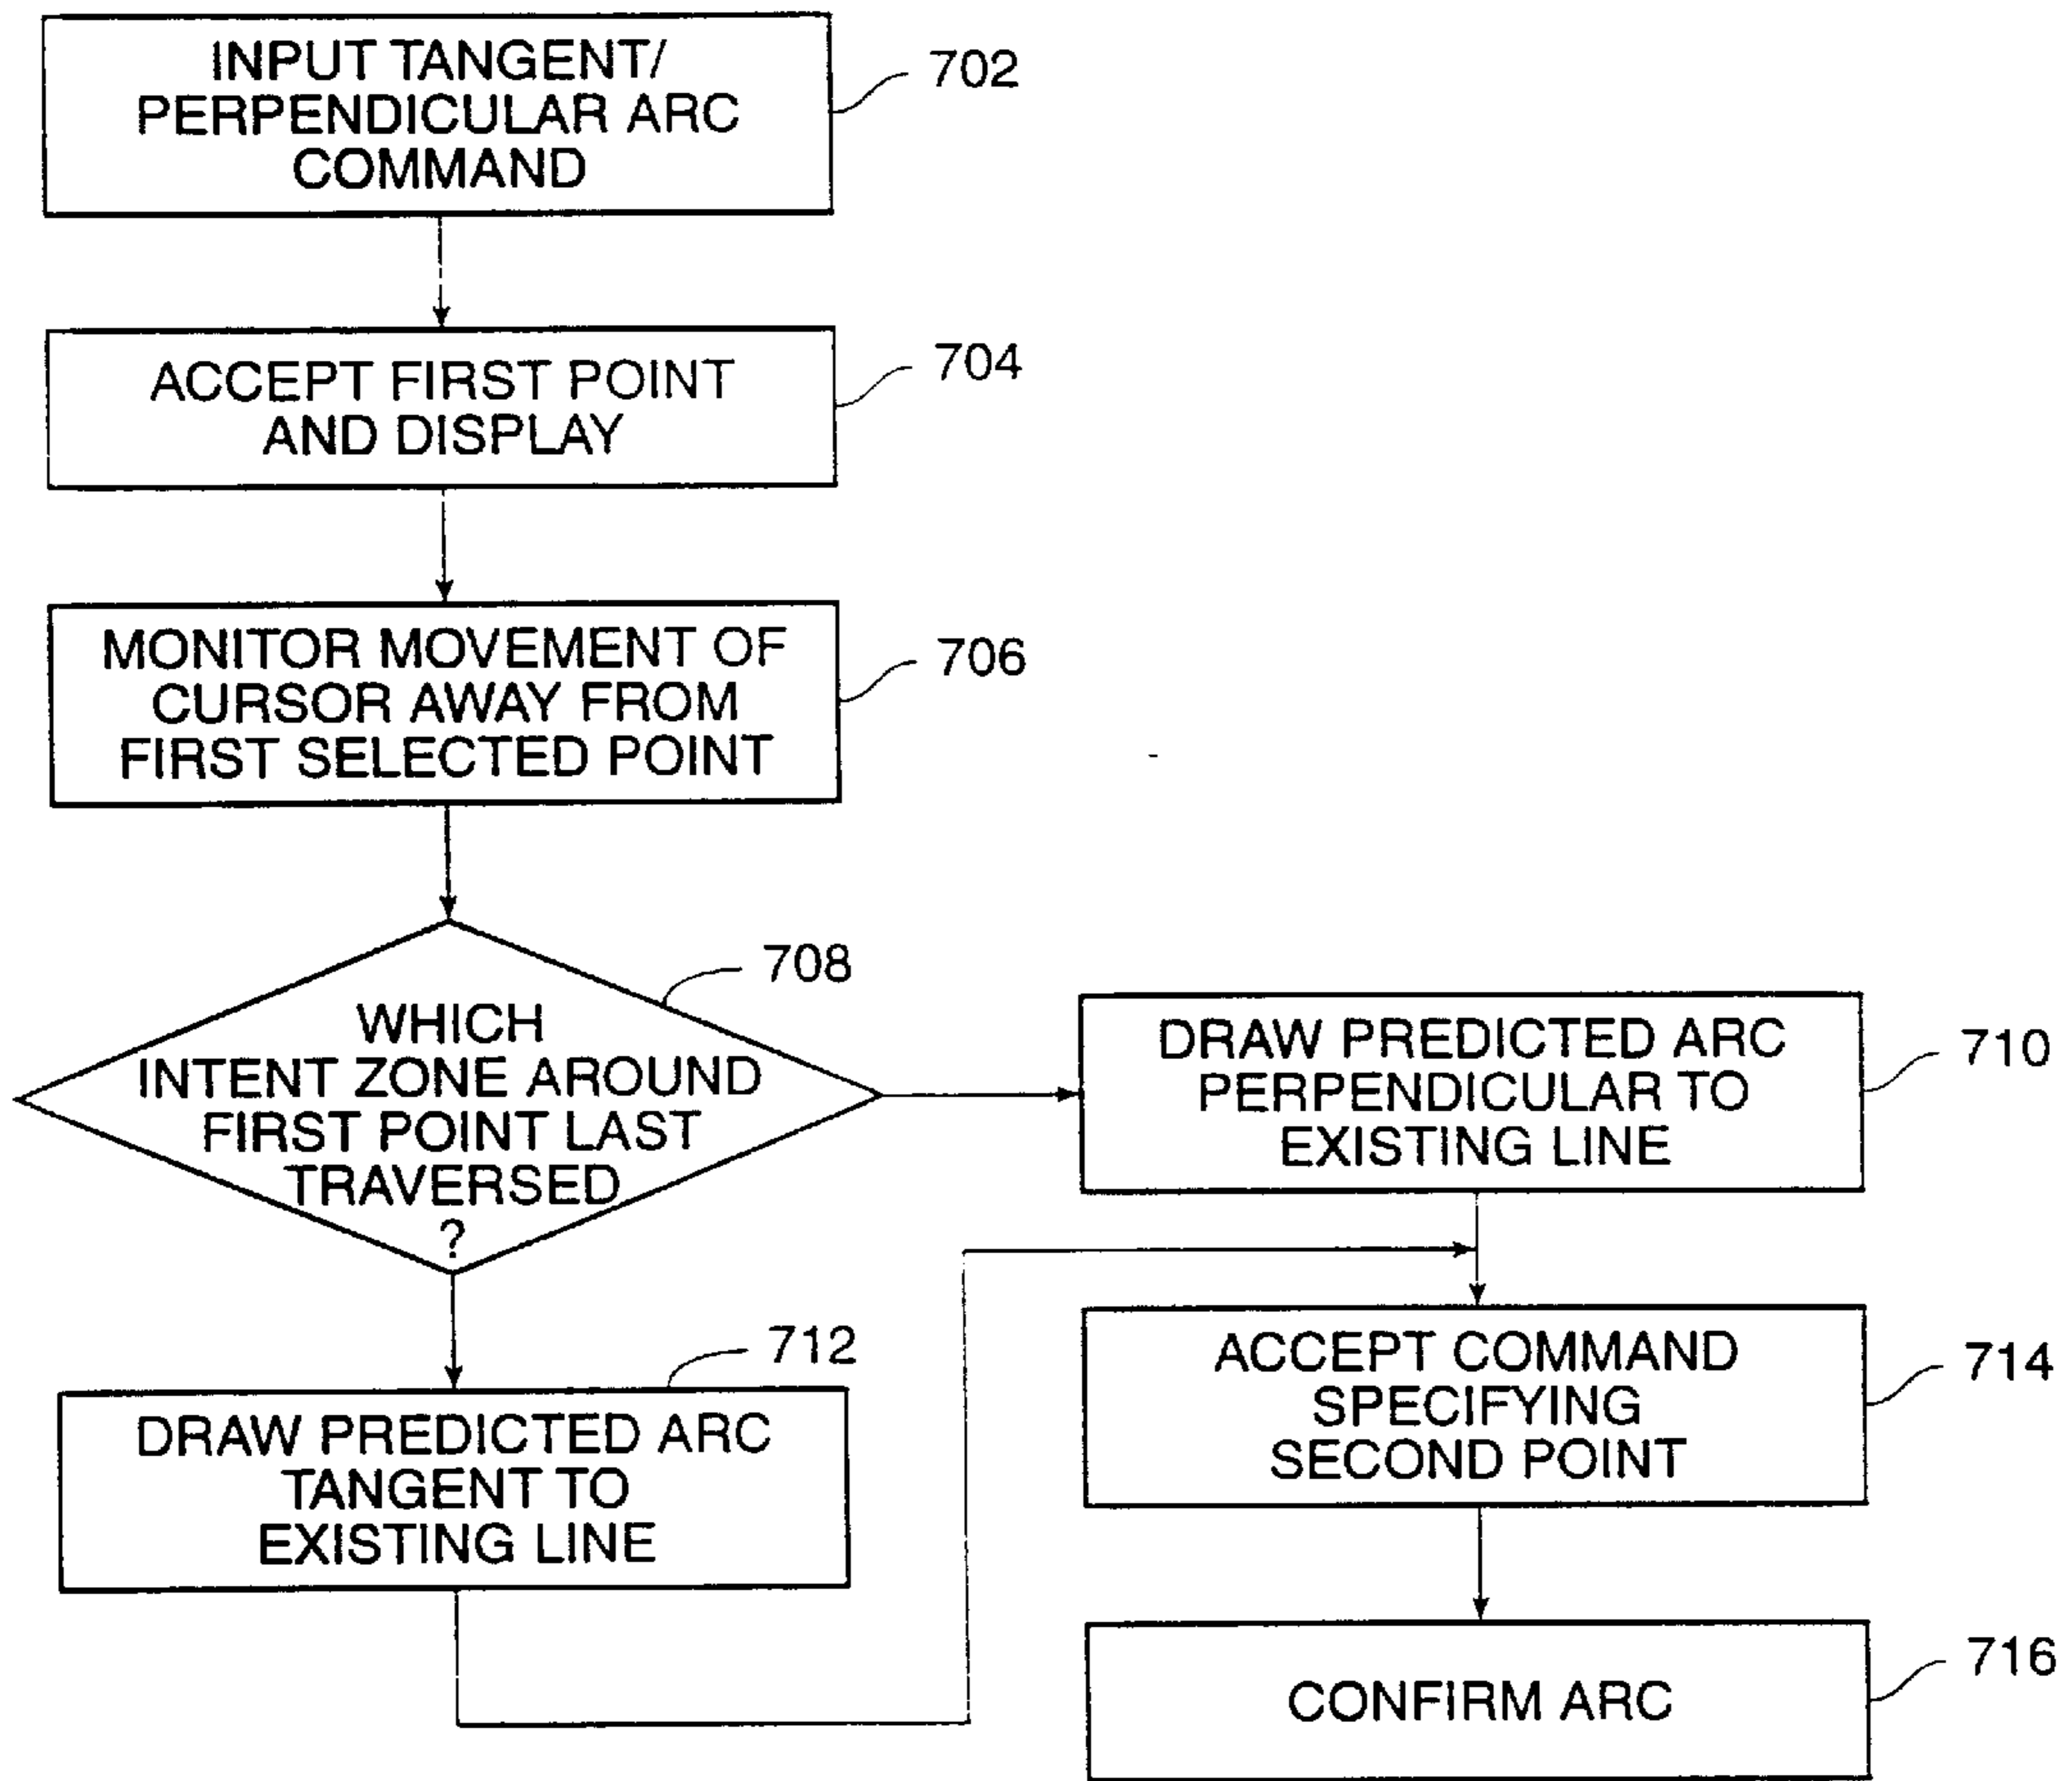 INPUT TANGENT/
PERPENDICULAR ARC
COMMAND
702
ACCEPT FIRST POINT
AND DISPLAY
704
MONITOR MOVEMENT OF
CURSOR AWAY FROM
FIRST SELECTED POINT
706
WHICH
INTENT ZONE AROUND
FIRST POINT LAST
TRAVERSED
?
708
DRAW PREDICTED ARC
PERPENDICULAR TO
EXISTING LINE
710
DRAW PREDICTED ARC
TANGENT TO
EXISTING LINE
712
ACCEPT COMMAND
SPECIFYING
SECOND POINT
714
CONFIRM ARC
716